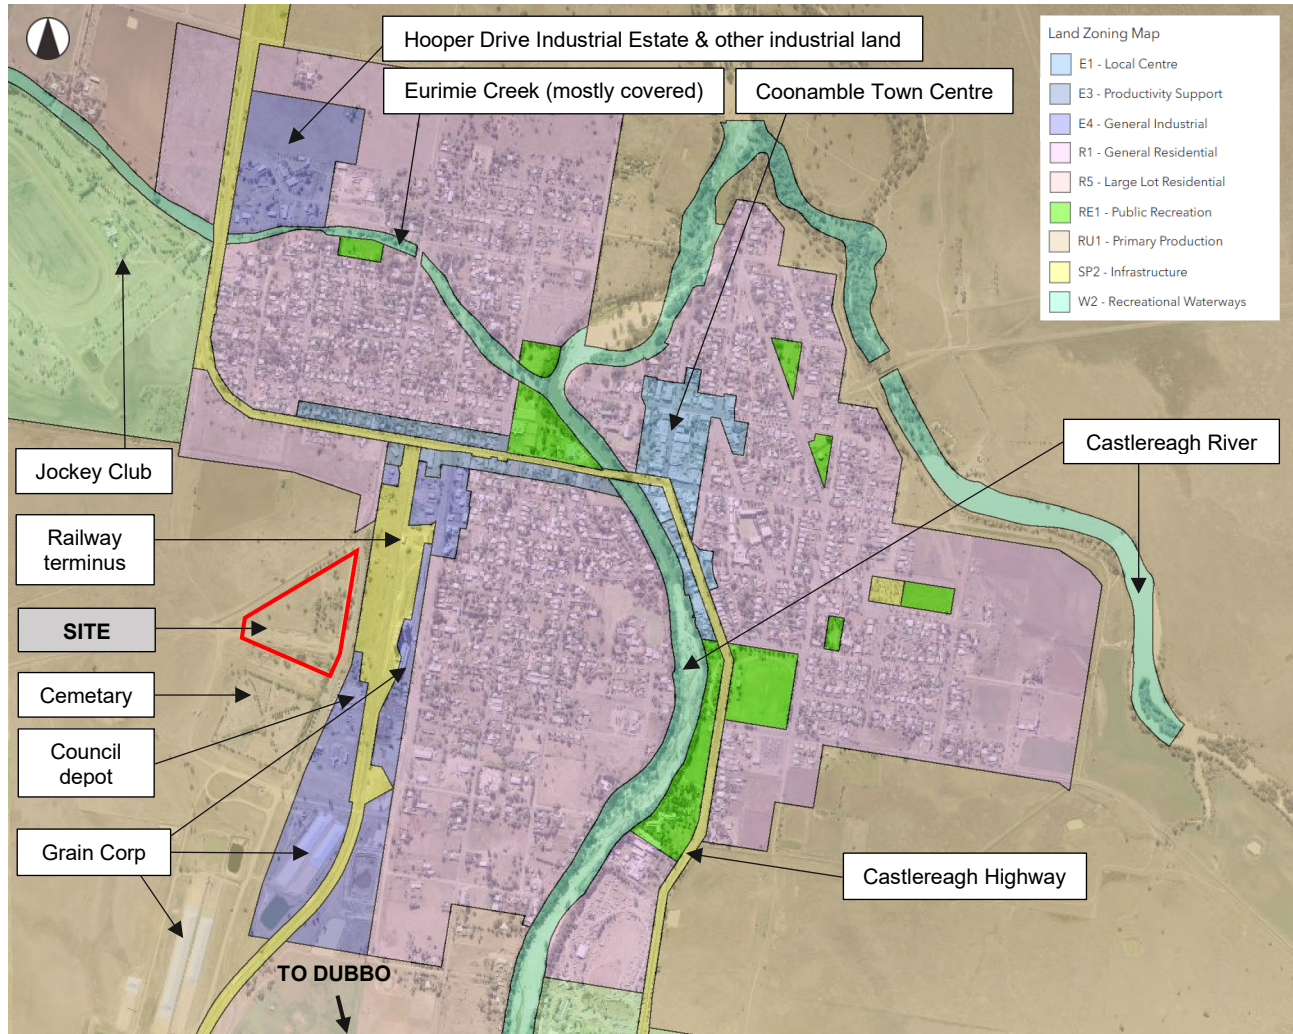 Hooper Drive Industrial Estate & other industrial land
Eurimie Creek (mostly covered)
Coonamble Town Centre
Land Zoning Map
E1 - Local Centre
E3 - Productivity Support
E4 - General Industrial
R1 - General Residential
R5 - Large Lot Residential
RE1 - Public Recreation
RU1 - Primary Production
SP2 - Infrastructure
W2 - Recreational Waterways
Castlereagh River
Jockey Club
Railway
terminus
SITE
Cemetary
Council
depot
Grain Corp
Castlereagh Highway
TO DUBBO